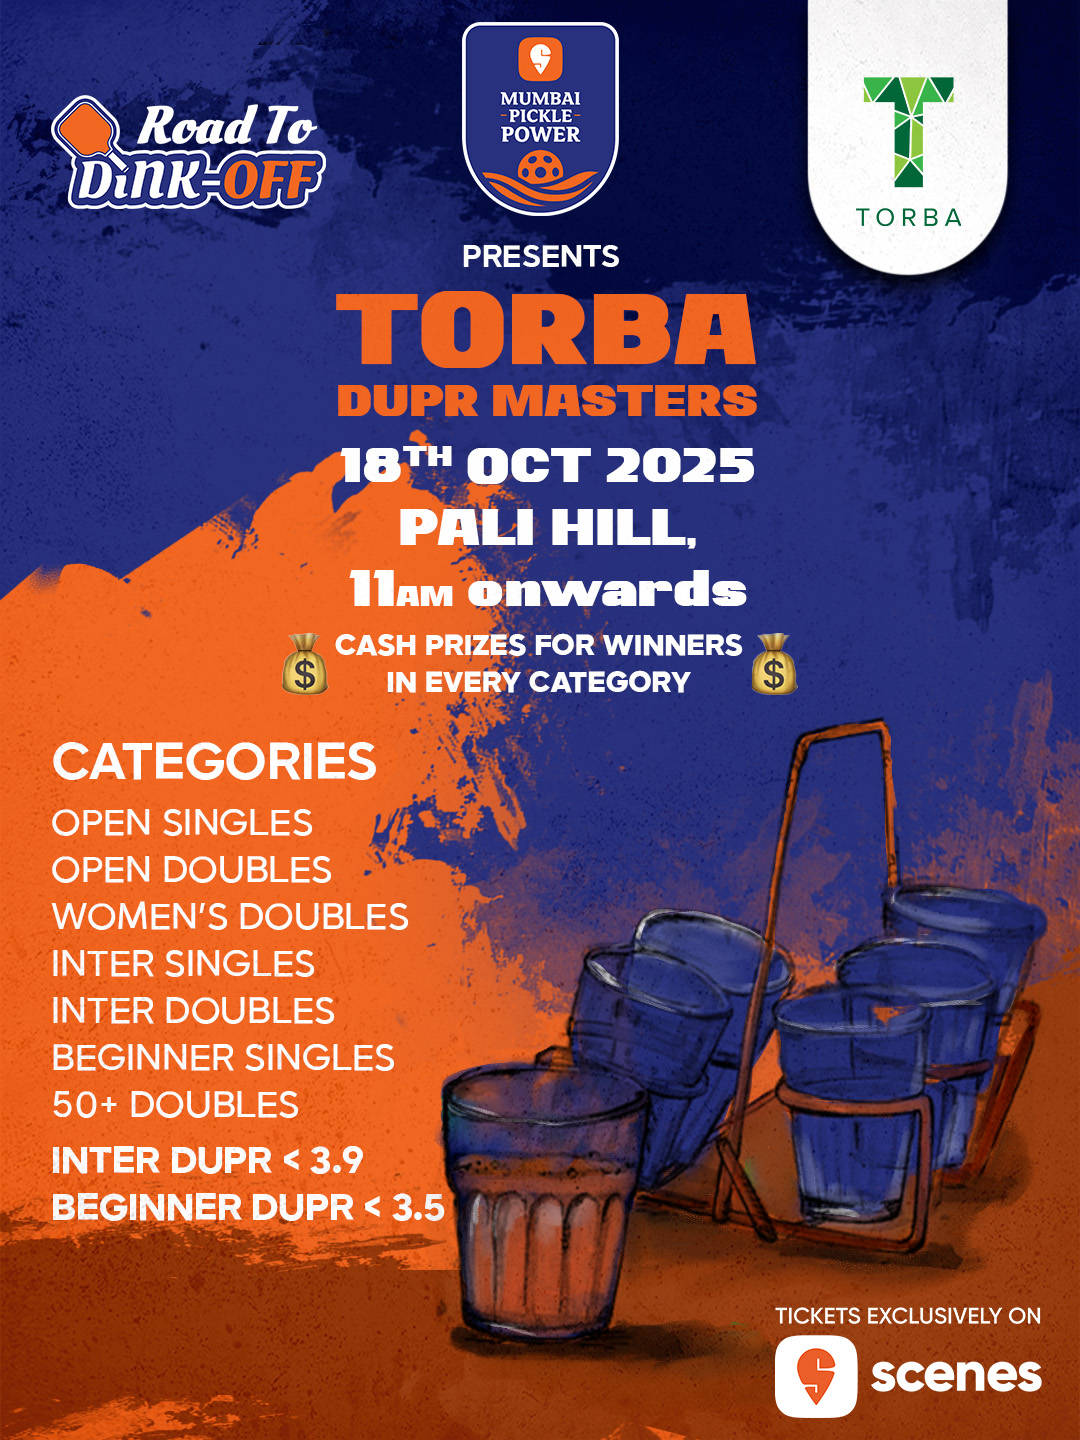 Road To
DiNK-OFF
MUMBAI
-PICKLE-
POWER
TORBA
PRESENTS
TORBA
DUPR MASTERS
18TH OCT 2025
PALI HILL,
11AM onwards
CASH PRIZES FOR WINNERS
IN EVERY CATEGORY
$
$
CATEGORIES
OPEN SINGLES
OPEN DOUBLES
WOMEN'S DOUBLES
INTER SINGLES
INTER DOUBLES
BEGINNER SINGLES
50+ DOUBLES
INTER DUPR < 3.9
BEGINNER DUPR < 3.5
TICKETS EXCLUSIVELY ON
scenes